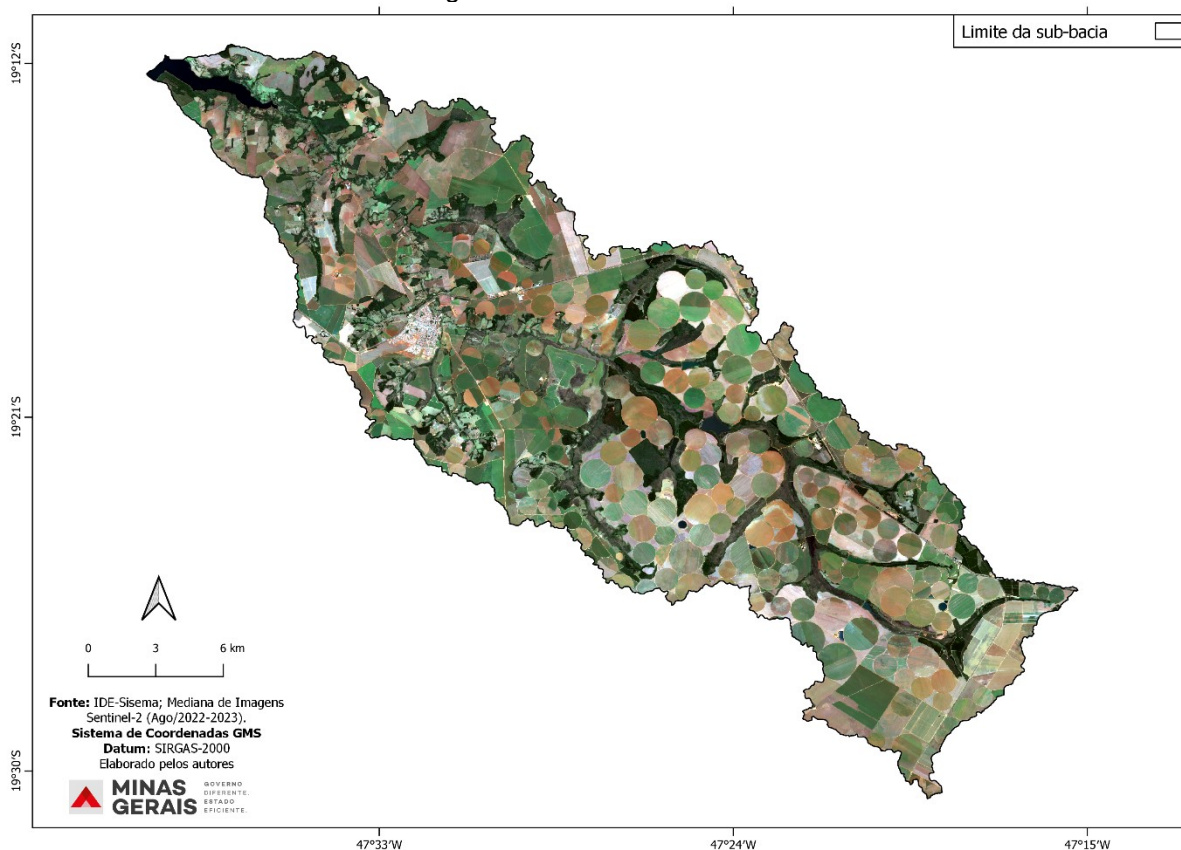 Limite da sub-bacia
19°12'S
19°21'S
19°30'S
0 3 6 km
Fonte: IDE-Sisema; Mediana de Imagens
Sentinel-2 (Ago/2022-2023).
Sistema de Coordenadas GMS
Datum: SIRGAS-2000
Elaborado pelos autores
MINAS
GERAIS
GOVERNO
DIFERENTE.
ESTADO
EFICIENTE.
47°33'W 47°24'W 47°15'W